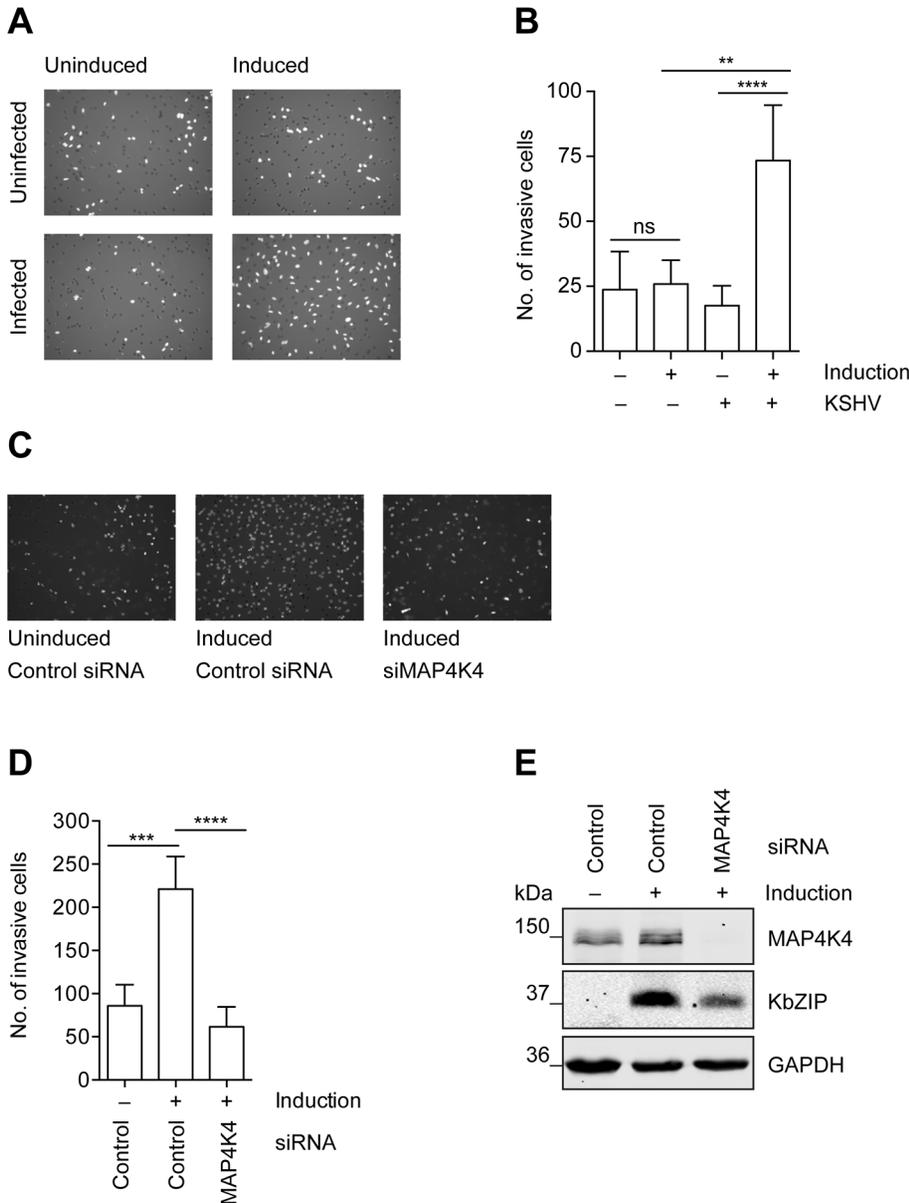 A
Uninduced Induced
Uninfected
Infected
B
** 
****
ns
100
75
50
25
0
No. of invasive cells
– + – + Induction
– – + + KSHV
C
Uninduced Induced Induced
Control siRNA Control siRNA siMAP4K4
D
*** ****
300
250
200
150
100
50
0
No. of invasive cells
– + + Induction
Control Control MAP4K4 siRNA
E
Control Control MAP4K4 siRNA
kDa – + + Induction
150 MAP4K4
37 KbZIP
36 GAPDH